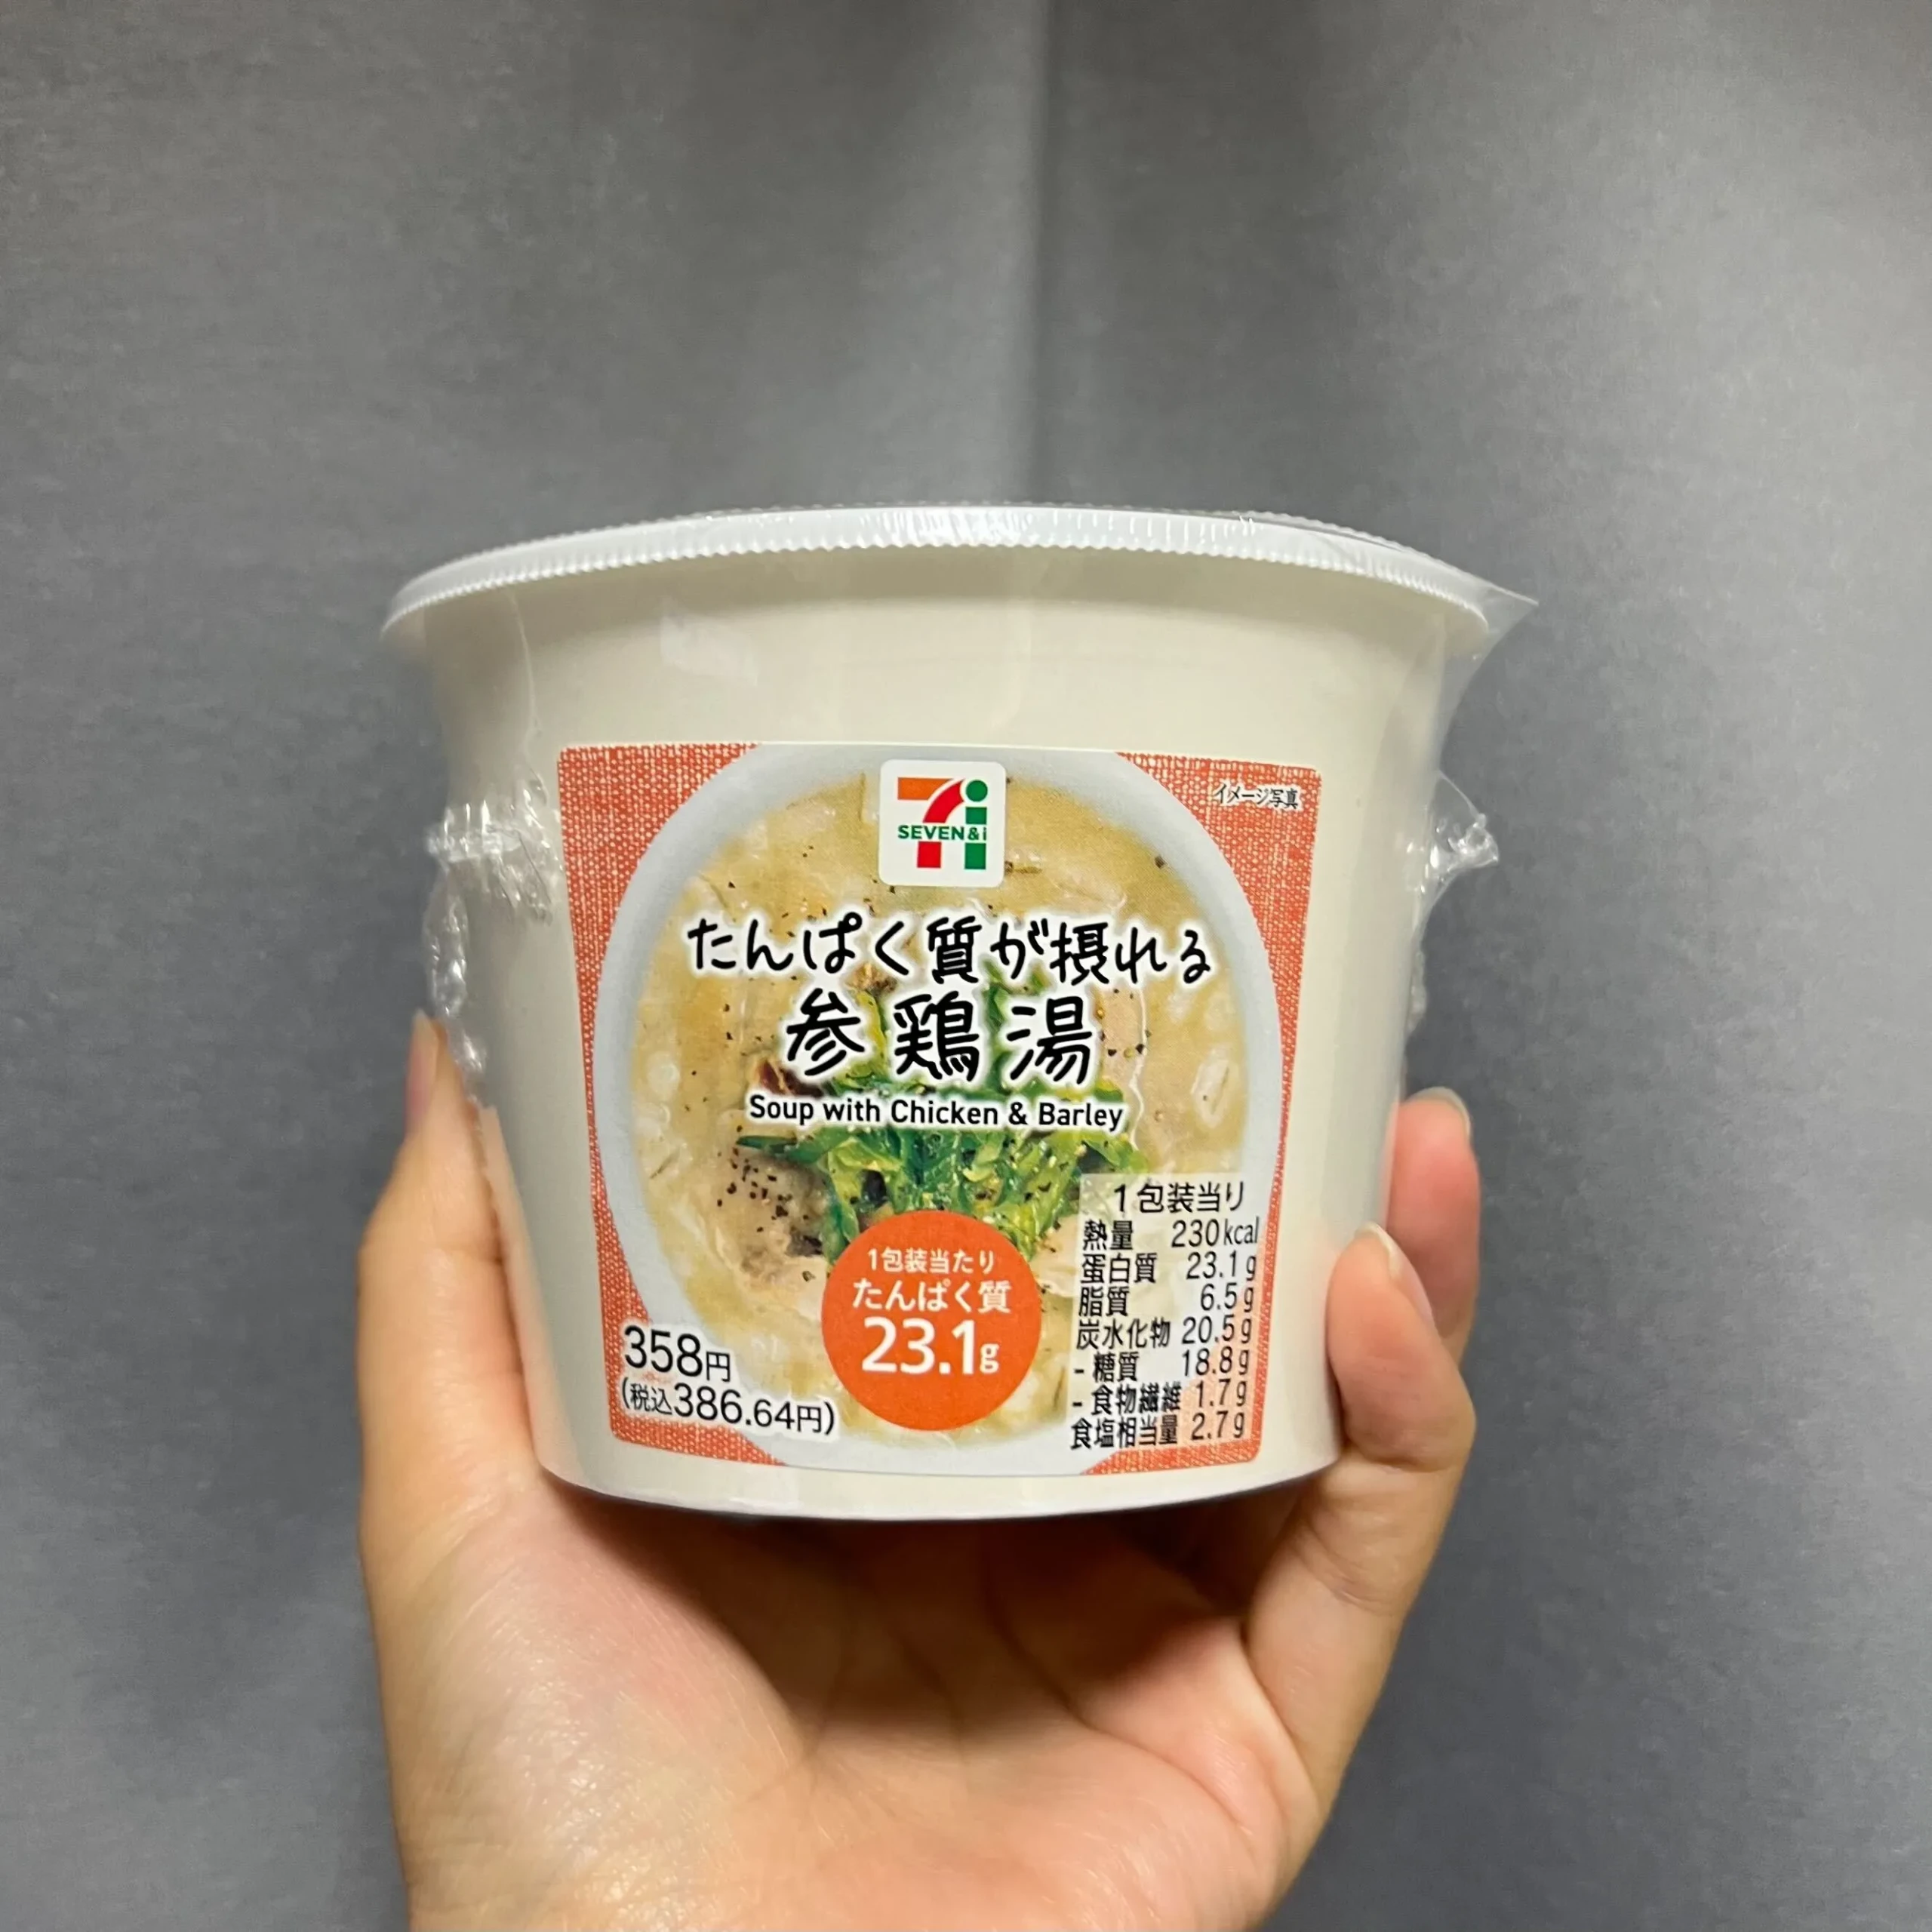 SEVEN&i
イメージ写真
たんぱく質が摂れる
参鶏湯
Soup with Chicken & Barley
1包装当たり
たんぱく質
23.1g
358円
(税込386.64円)
1包装当り
熱量 230kcal
蛋白質 23.1g
脂質 6.5g
炭水化物 20.5g
- 糖質 18.8g
- 食物繊維 1.7g
食塩相当量 2.7g